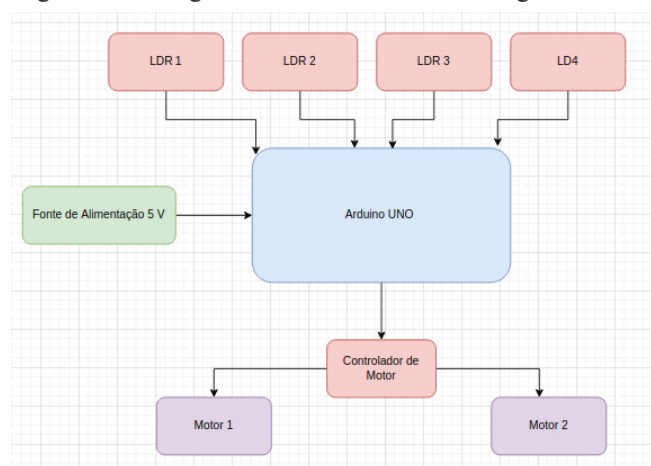 LDR 1
LDR 2
LDR 3
LD4
Fonte de Alimentação 5 V
Arduino UNO
Controlador de
Motor
Motor 1
Motor 2